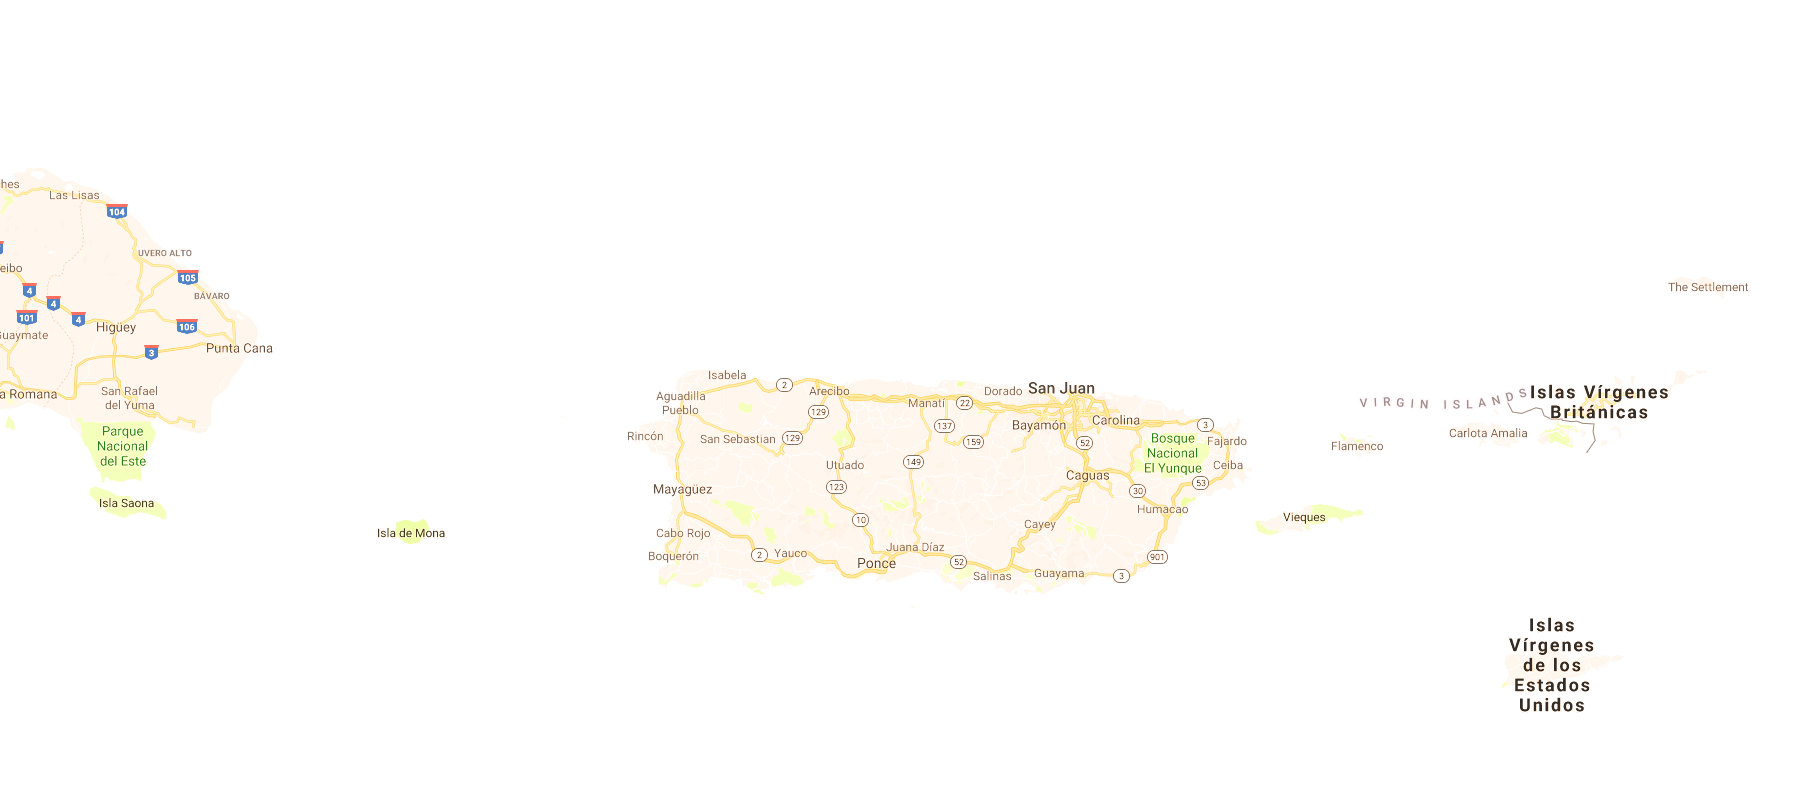 hes
Las Lisas
104
UVERO ALTO
eibo
105
4
4
BÁVARO
101
4
106
Higüey
Guaymate
3
Punta Cana
a Romana
San Rafael
del Yuma
Parque
Nacional
del Este
Isla Saona
Isla de Mona
The Settlement
Isabela
2
Arecibo
Dorado
San Juan
Aguadilla
Pueblo
129
Manatí
22
137
Bayamón
Carolina
3
Rincón
San Sebastian
129
159
52
Bosque
Nacional
El Yunque
Fajardo
Utuado
149
Ceiba
Mayagüez
123
Caguas
30
53
Humacao
10
Cayey
Cabo Rojo
Boquerón
2
Yauco
Juana Díaz
Ponce
52
Salinas
Guayama
3
901
Vieques
Flamenco
VIRGIN ISLANDS
Islas Vírgenes
Británicas
Carlota Amalia
Islas
Vírgenes
de los
Estados
Unidos